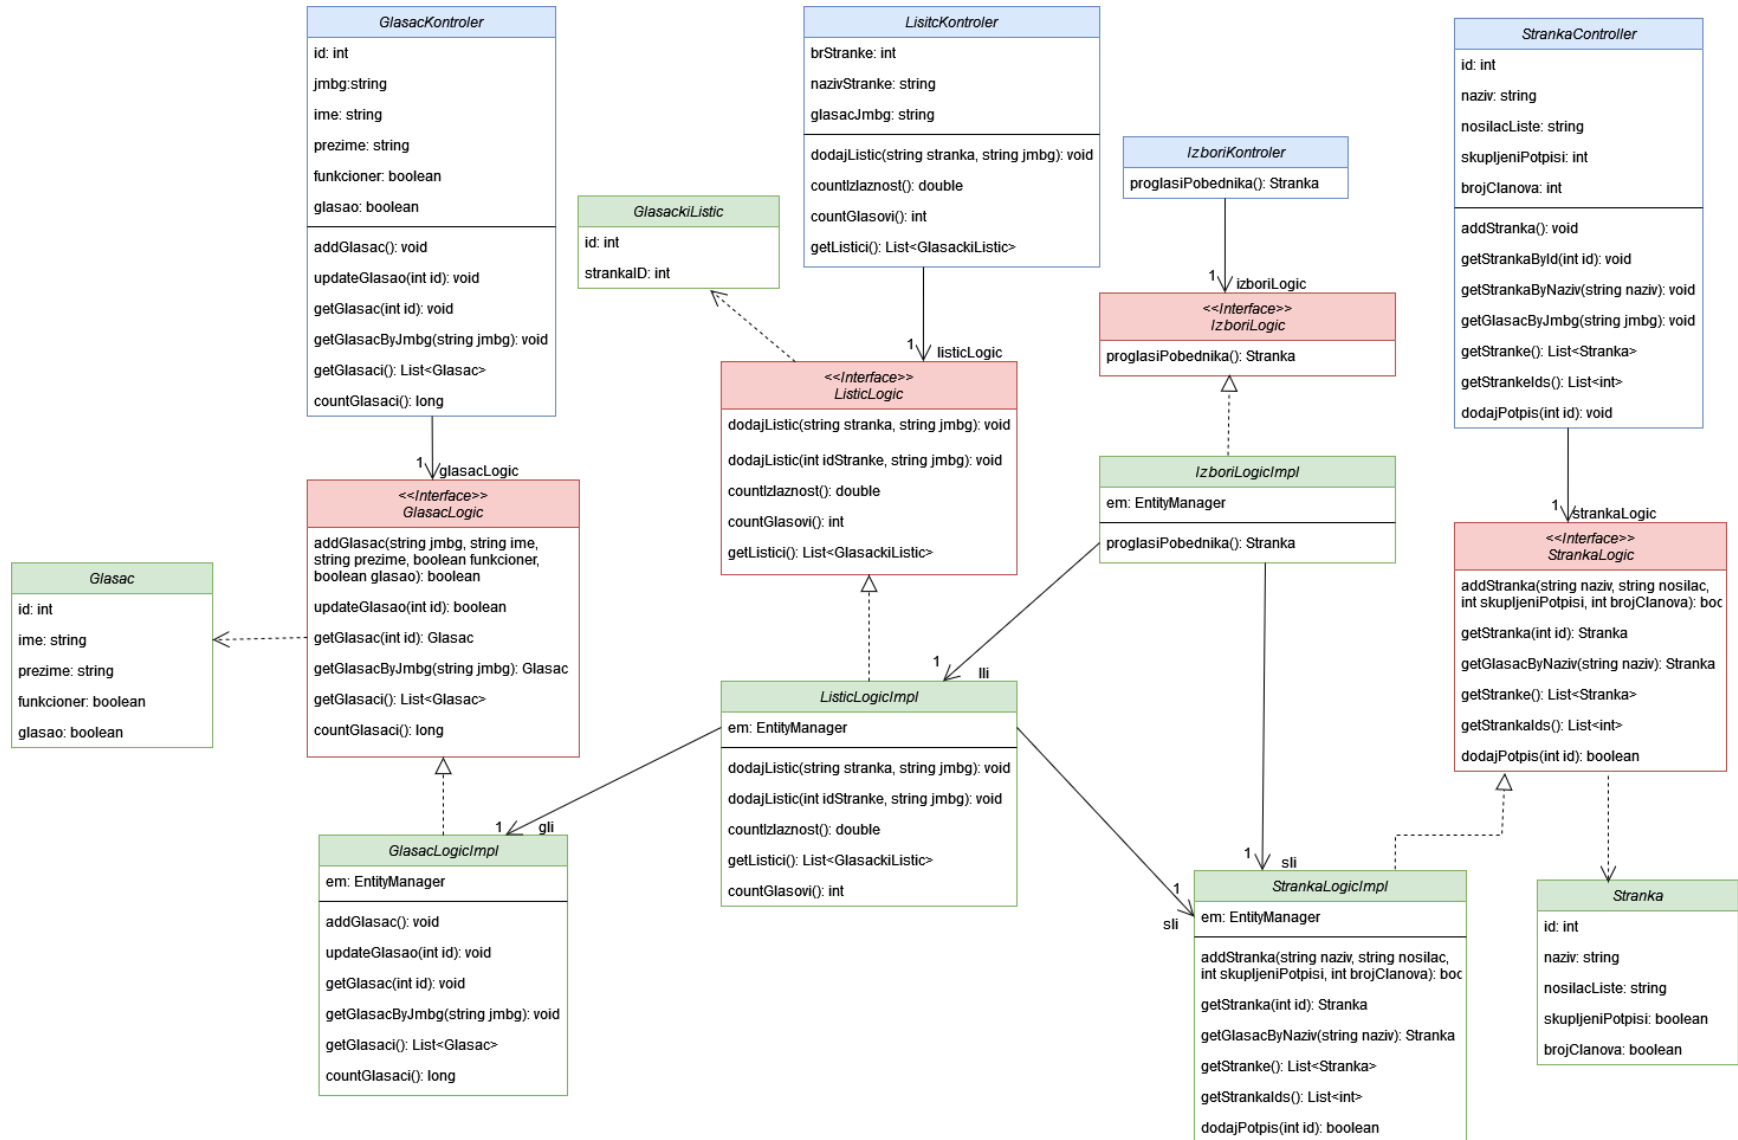 GlasacKontroler
id: int
jmbg:string
ime: string
prezime: string
funkcioner: boolean
glasao: boolean
addGlasac(): void
updateGlasao(int id): void
getGlasac(int id): void
getGlasacByJmbg(string jmbg): void
getGlasaci(): List<Glasac>
countGlasaci(): long
1
glasacLogic
<<Interface>>
GlasacLogic
addGlasac(string jmbg, string ime,
string prezime, boolean funkcioner,
boolean glasao): boolean
updateGlasao(int id): boolean
getGlasac(int id): Glasac
getGlasacByJmbg(string jmbg): Glasac
getGlasaci(): List<Glasac>
countGlasaci(): long
Glasac
id: int
ime: string
prezime: string
funkcioner: boolean
glasao: boolean
1
gli
GlasacLogicImpl
em: EntityManager
addGlasac(): void
updateGlasao(int id): void
getGlasac(int id): void
getGlasacByJmbg(string jmbg): void
getGlasaci(): List<Glasac>
countGlasaci(): long
GlasackiListic
id: int
strankaID: int
LisitcKontroler
brStranke: int
nazivStranke: string
glasacJmbg: string
dodajListic(string stranka, string jmbg): void
countIzlaznost(): double
countGlasovi(): int
getListici(): List<GlasackiListic>
1
listicLogic
<<Interface>>
ListicLogic
dodajListic(string stranka, string jmbg): void
dodajListic(int idStranke, string jmbg): void
countIzlaznost(): double
countGlasovi(): int
getListici(): List<GlasackiListic>
1
lli
ListicLogicImpl
em: EntityManager
dodajListic(string stranka, string jmbg): void
dodajListic(int idStranke, string jmbg): void
countIzlaznost(): double
getListici(): List<GlasackiListic>
countGlasovi(): int
IzboriKontroler
proglasiPobednika(): Stranka
1
izboriLogic
<<Interface>>
IzboriLogic
proglasiPobednika(): Stranka
IzboriLogicImpl
em: EntityManager
proglasiPobednika(): Stranka
1
sli
1
sli
StrankaController
id: int
naziv: string
nosilacListe: string
skupljeniPotpisi: int
brojClanova: int
addStranka(): void
getStrankaById(int id): void
getStrankaByNaziv(string naziv): void
getGlasacByJmbg(string jmbg): void
getStranke(): List<Stranka>
getStrankeIds(): List<int>
dodajPotpis(int id): void
1
strankaLogic
<<Interface>>
StrankaLogic
addStranka(string naziv, string nosilac,
int skupljeniPotpisi, int brojClanova): boc
getStranka(int id): Stranka
getGlasacByNaziv(string naziv): Stranka
getStranke(): List<Stranka>
getStrankaIds(): List<int>
dodajPotpis(int id): boolean
StrankaLogicImpl
em: EntityManager
addStranka(string naziv, string nosilac,
int skupljeniPotpisi, int brojClanova): boc
getStranka(int id): Stranka
getGlasacByNaziv(string naziv): Stranka
getStranke(): List<Stranka>
getStrankaIds(): List<int>
dodajPotpis(int id): boolean
Stranka
id: int
naziv: string
nosilacListe: string
skupljeniPotpisi: boolean
brojClanova: boolean